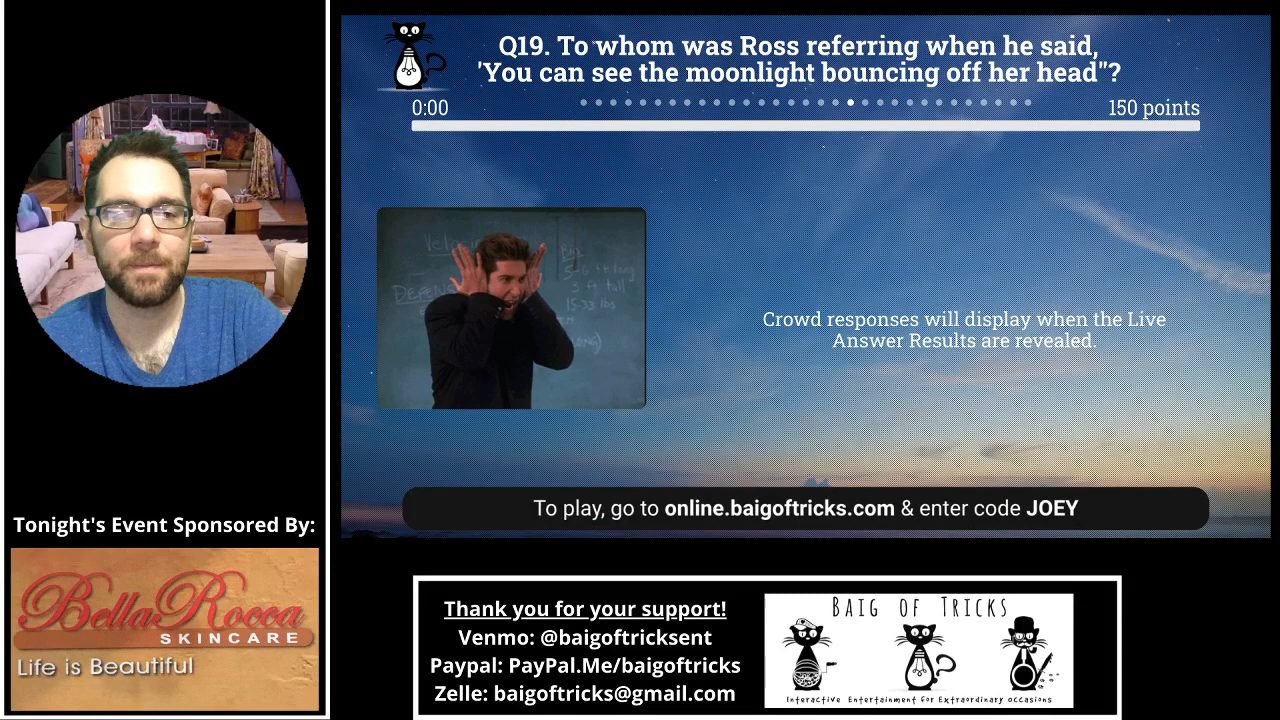 Q19. To whom was Ross referring when he said,
'You can see the moonlight bouncing off her head"?
0:00
150 points
Crowd responses will display when the Live
Answer Results are revealed.
To play, go to online.baigoftricks.com & enter code JOEY
Tonight's Event Sponsored By:
BellaRocca
SKINCARE
Life is Beautiful
Thank you for your support!
Venmo: @baigoftricksent
Paypal: PayPal.Me/baigoftricks
Zelle: baigoftricks@gmail.com
BAIG OF TRICKS
Interactive Entertainment for Extraordinary occasions